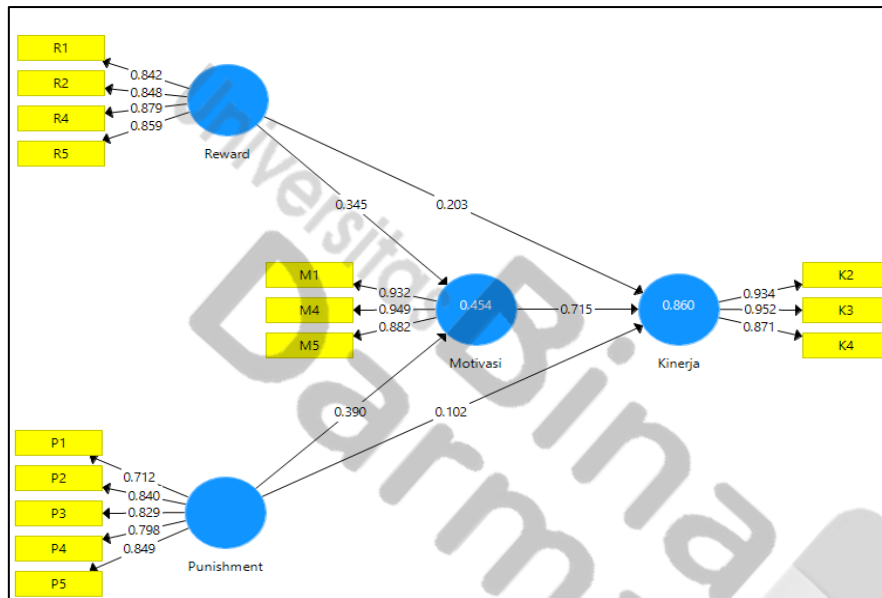 R1
R2
R4
R5
0.842
0.848
0.879
0.859
Reward
0.345
0.203
M1
M4
M5
0.932
0.949
0.882
0.454
Motivasi
0.715
0.860
Kinerja
0.934
0.952
0.871
K2
K3
K4
0.390
0.102
P1
P2
P3
P4
P5
0.712
0.840
0.829
0.798
0.849
Punishment
Universitas
Bina
Darma